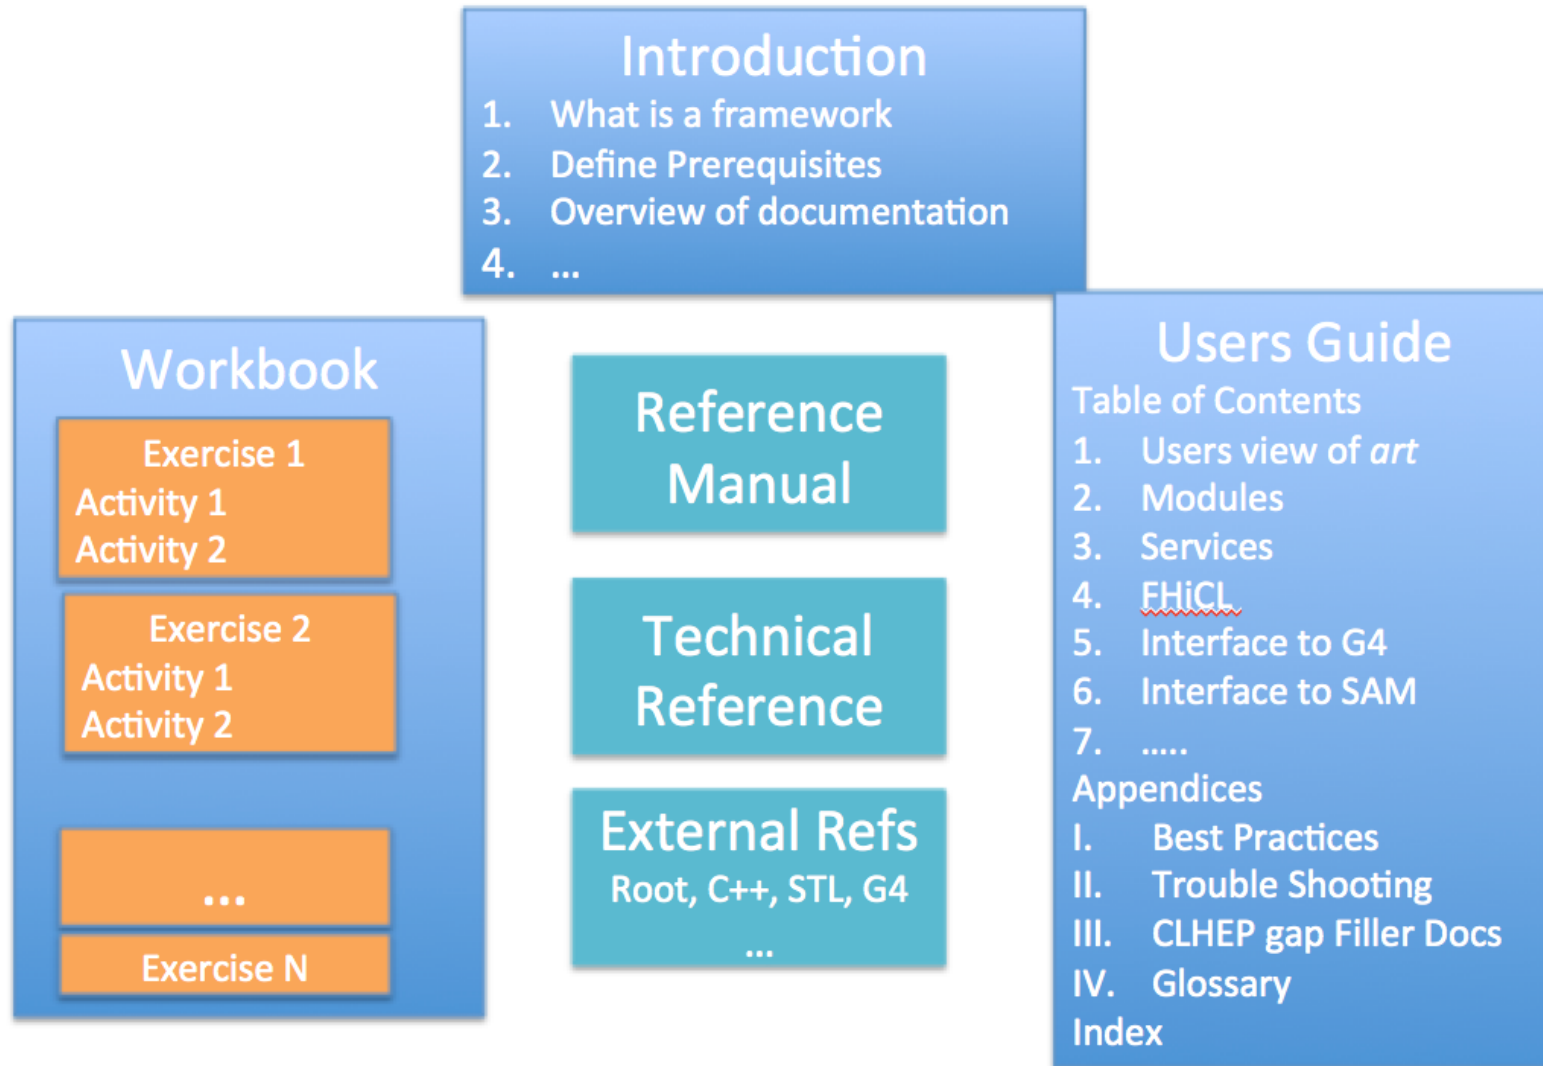 Introduction
1. What is a framework
2. Define Prerequisites
3. Overview of documentation
4. ...
Workbook
Exercise 1
Activity 1
Activity 2
Exercise 2
Activity 1
Activity 2
...
Exercise N
Reference
Manual
Technical
Reference
External Refs
Root, C++, STL, G4
...
Users Guide
Table of Contents
1. Users view of art
2. Modules
3. Services
4. FHiCL
5. Interface to G4
6. Interface to SAM
7. .....
Appendices
I. Best Practices
II. Trouble Shooting
III. CLHEP gap Filler Docs
IV. Glossary
Index